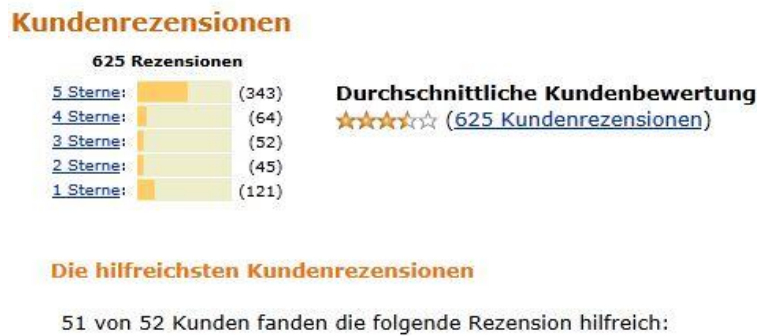 Kundenrezensionen
625 Rezensionen
5 Sterne: (343)
4 Sterne: (64)
3 Sterne: (52)
2 Sterne: (45)
1 Sterne: (121)
Durchschnittliche Kundenbewertung
(625 Kundenrezensionen)
Die hilfreichsten Kundenrezensionen
51 von 52 Kunden fanden die folgende Rezension hilfreich: